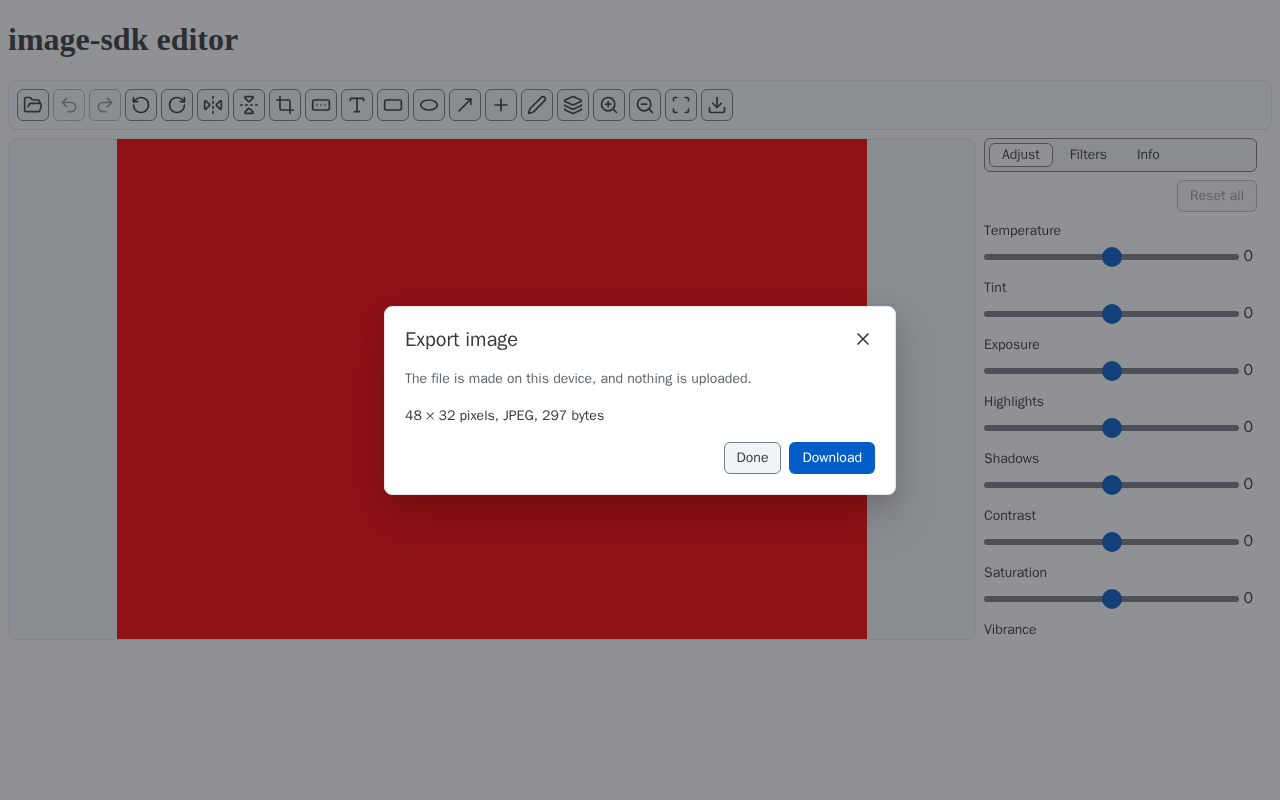 image-sdk editor
Adjust Filters Info
Reset all
Temperature
0
Tint
0
Exposure
0
Highlights
0
Shadows
0
Contrast
0
Saturation
0
Vibrance
Export image
The file is made on this device, and nothing is uploaded.
48 × 32 pixels, JPEG, 297 bytes
Done Download